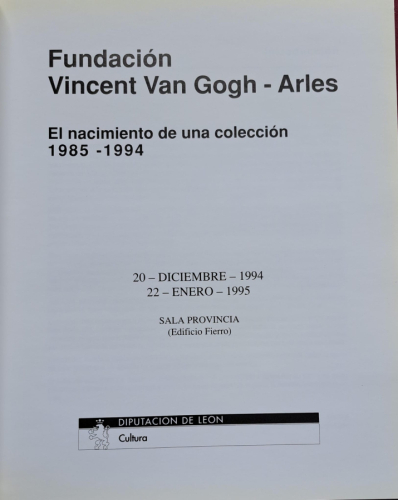 Fundación
Vincent Van Gogh - Arles
El nacimiento de una colección
1985 -1994
20 – DICIEMBRE – 1994
22 – ENERO – 1995
SALA PROVINCIA
(Edificio Fierro)
DIPUTACION DE LEON
Cultura